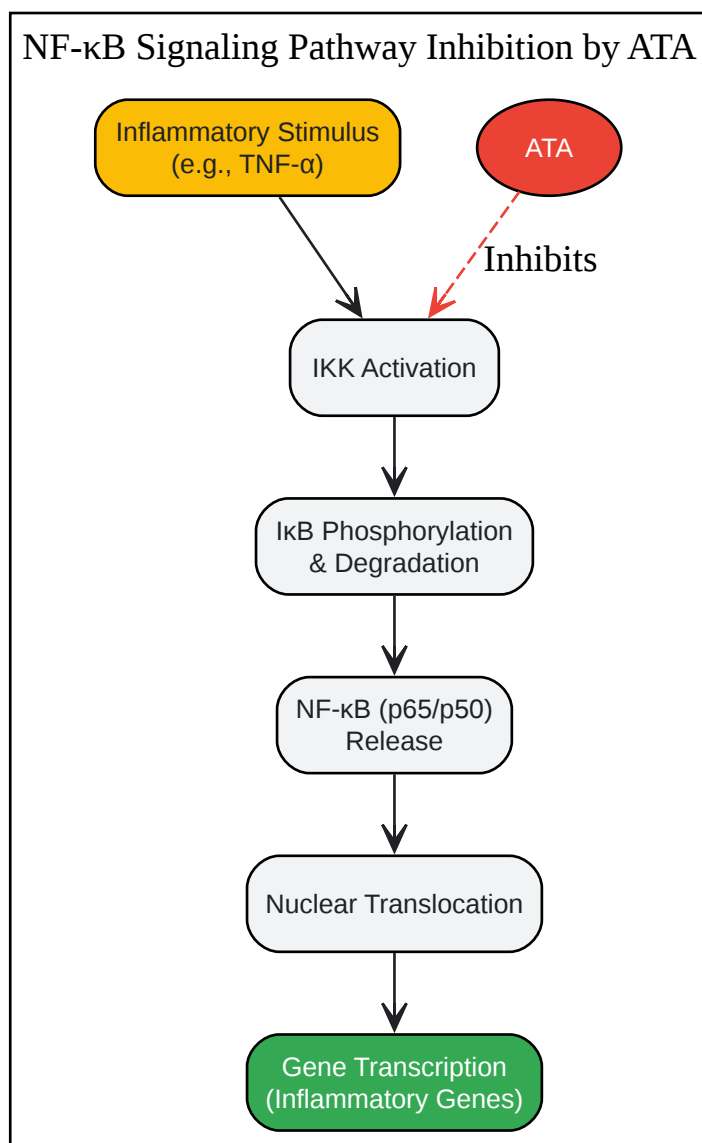 NF-κB Signaling Pathway Inhibition by ATA
Inflammatory Stimulus
(e.g., TNF-α)
ATA
Inhibits
IKK Activation
IκB Phosphorylation
& Degradation
NF-κB (p65/p50)
Release
Nuclear Translocation
Gene Transcription
(Inflammatory Genes)